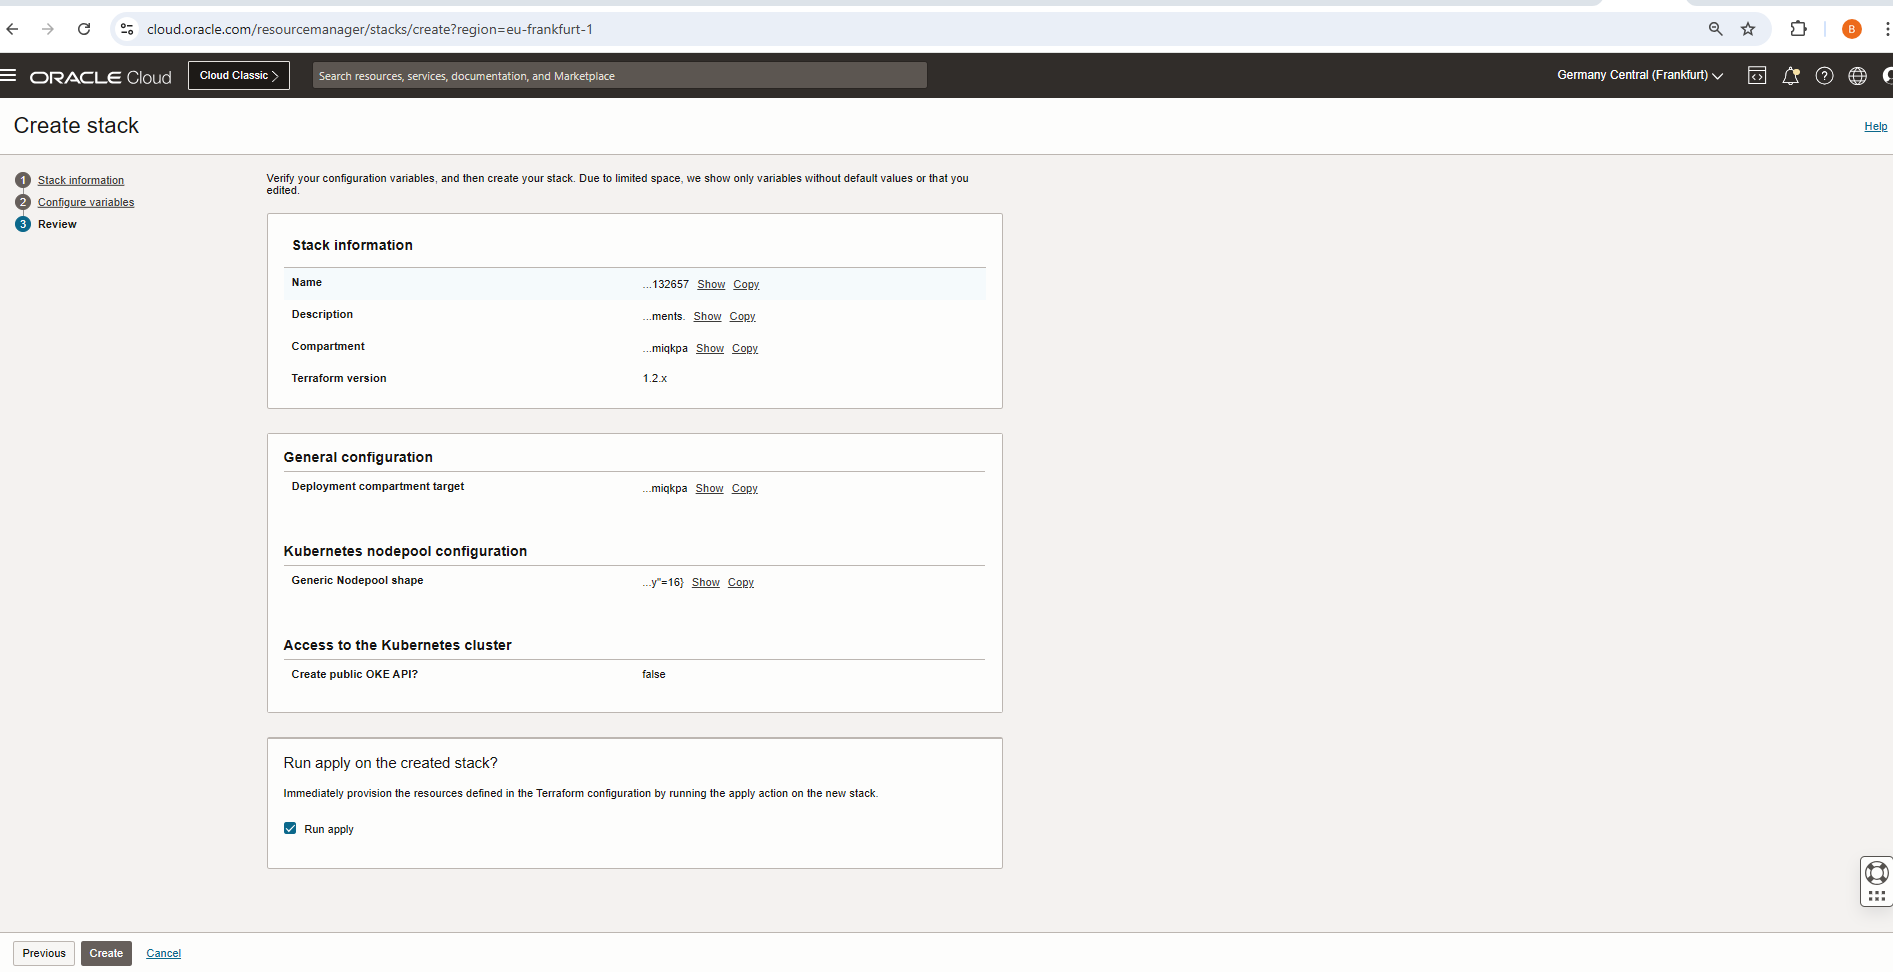 cloud.oracle.com/resourcemanager/stacks/create?region=eu-frankfurt-1
B
ORACLE Cloud
Cloud Classic
Search resources, services, documentation, and Marketplace
Germany Central (Frankfurt)
Create stack
Help
1 Stack information
2 Configure variables
3 Review
Verify your configuration variables, and then create your stack. Due to limited space, we show only variables without default values or that you
edited.
Stack information
Name ...132657 Show Copy
Description ...ments. Show Copy
Compartment ...miqkpa Show Copy
Terraform version 1.2.x
General configuration
Deployment compartment target ...miqkpa Show Copy
Kubernetes nodepool configuration
Generic Nodepool shape ...y"=16} Show Copy
Access to the Kubernetes cluster
Create public OKE API? false
Run apply on the created stack?
Immediately provision the resources defined in the Terraform configuration by running the apply action on the new stack.
Run apply
Previous Create Cancel